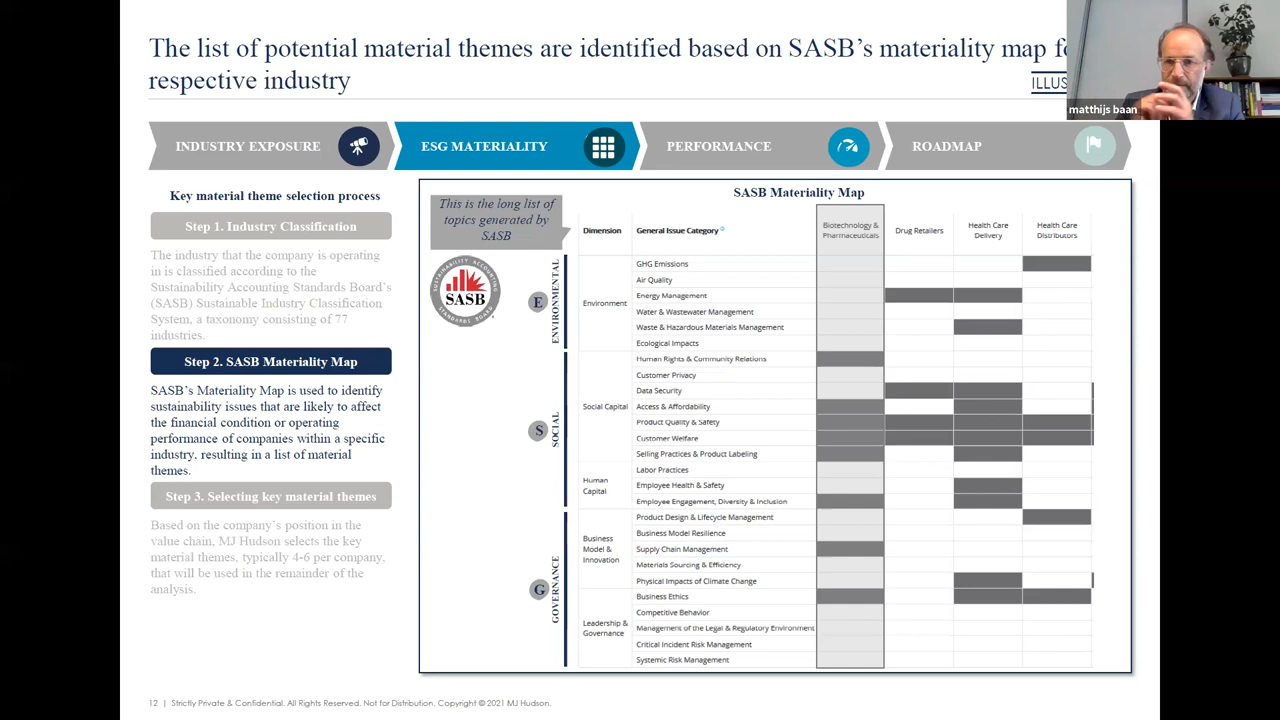 The list of potential material themes are identified based on SASB's materiality map fo
respective industry
ILLUS
matthijs baan
INDUSTRY EXPOSURE
ESG MATERIALITY
PERFORMANCE
ROADMAP
Key material theme selection process
Step 1. Industry Classification
The industry that the company is operating
in is classified according to the
Sustainability Accounting Standards Board's
(SASB) Sustainable Industry Classification
System, a taxonomy consisting of 77
industries.
Step 2. SASB Materiality Map
SASB's Materiality Map is used to identify
sustainability issues that are likely to affect
the financial condition or operating
performance of companies within a specific
industry, resulting in a list of material
themes.
Step 3. Selecting key material themes
Based on the company's position in the
value chain, MJ Hudson selects the key
material themes, typically 4-6 per company,
that will be used in the remainder of the
analysis.
SASB Materiality Map
This is the long list of
topics generated by
SASB
SUSTAINABILITY ACCOUNTING
SASB
STANDARDS BOARD
E
ENVIRONMENTAL
S
SOCIAL
G
GOVERNANCE
Dimension
General Issue Category
Biotechnology &
Pharmaceuticals
Drug Retailers
Health Care
Delivery
Health Care
Distributors
Environment
GHG Emissions
Air Quality
Energy Management
Water & Wastewater Management
Waste & Hazardous Materials Management
Ecological Impacts
Social Capital
Human Rights & Community Relations
Customer Privacy
Data Security
Access & Affordability
Product Quality & Safety
Customer Welfare
Selling Practices & Product Labeling
Human
Capital
Labor Practices
Employee Health & Safety
Employee Engagement, Diversity & Inclusion
Business
Model &
Innovation
Product Design & Lifecycle Management
Business Model Resilience
Supply Chain Management
Materials Sourcing & Efficiency
Physical Impacts of Climate Change
Leadership &
Governance
Business Ethics
Competitive Behavior
Management of the Legal & Regulatory Environment
Critical Incident Risk Management
Systemic Risk Management
12 | Strictly Private & Confidential. All Rights Reserved. Not for Distribution. Copyright © 2021 MJ Hudson.